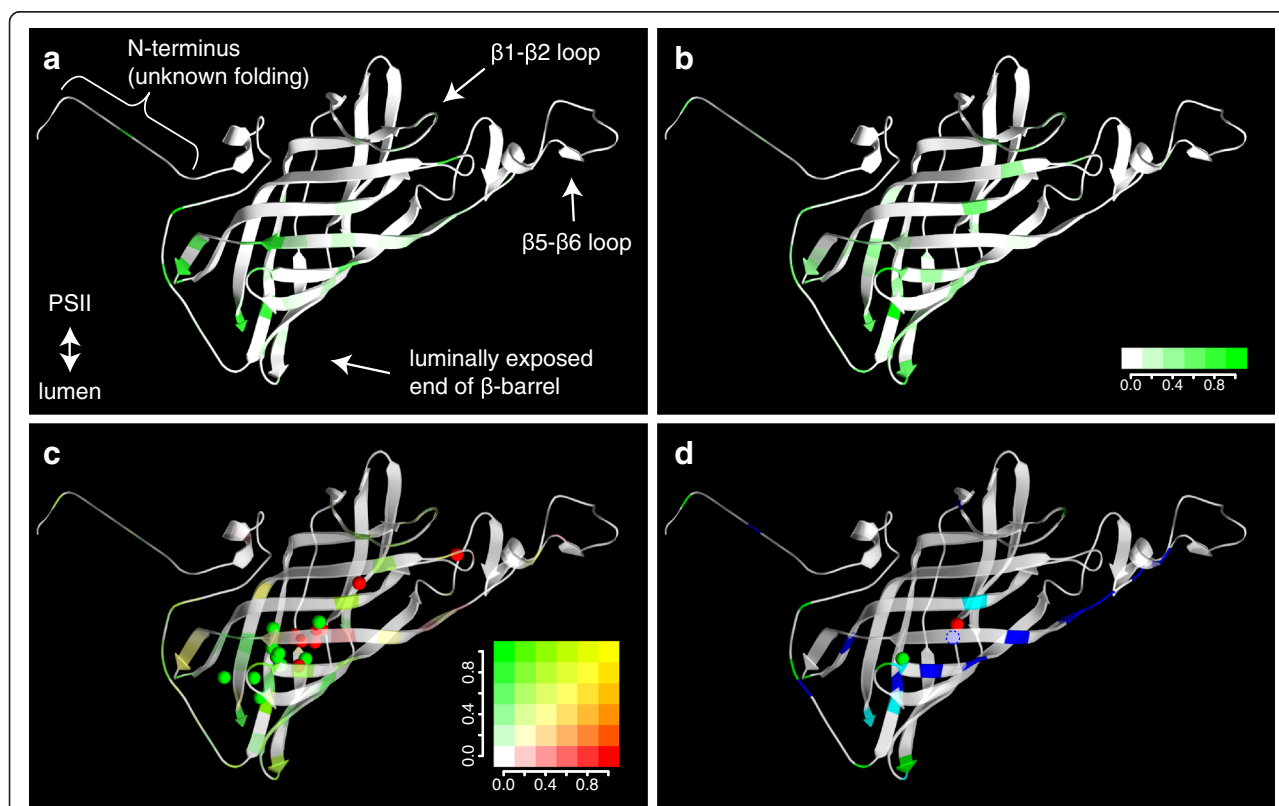 a
N-terminus
(unknown folding)
β1-β2 loop
β5-β6 loop
PSII
lumen
luminally exposed
end of β-barrel
b
0.0 0.4 0.8
c
0.8
0.4
0.0
0.0 0.4 0.8
d